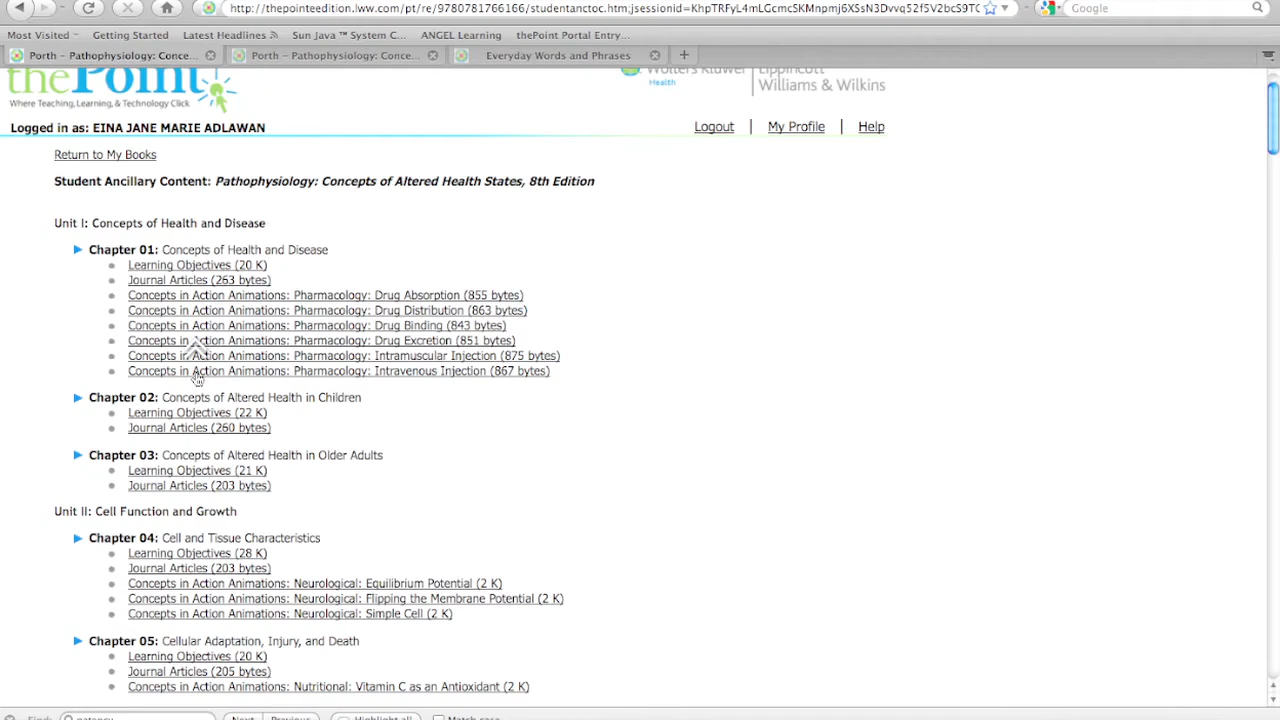 http://thepointeedition.lww.com/pt/re/9780781766166/studentanctoc.htm;jsessionid=
Google
Most Visited
Getting Started
Latest Headlines
Sun Java ™ System C...
ANGEL Learning
thePoint Portal Entry...
Porth – Pathophysiology: Conce...
Porth – Pathophysiology: Conce...
Everyday Words and Phrases
thePoint
Where Teaching, Learning, & Technology Click
Wolters Kluwer
Health
Lippincott
Williams & Wilkins
Logged in as: EINA JANE MARIE ADLAWAN
Logout | My Profile | Help
Return to My Books
Student Ancillary Content: Pathophysiology: Concepts of Altered Health States, 8th Edition
Unit I: Concepts of Health and Disease
Chapter 01: Concepts of Health and Disease
Learning Objectives (20 K)
Journal Articles (263 bytes)
Concepts in Action Animations: Pharmacology: Drug Absorption (855 bytes)
Concepts in Action Animations: Pharmacology: Drug Distribution (863 bytes)
Concepts in Action Animations: Pharmacology: Drug Binding (843 bytes)
Concepts in Action Animations: Pharmacology: Drug Excretion (851 bytes)
Concepts in Action Animations: Pharmacology: Intramuscular Injection (875 bytes)
Concepts in Action Animations: Pharmacology: Intravenous Injection (867 bytes)
Chapter 02: Concepts of Altered Health in Children
Learning Objectives (22 K)
Journal Articles (260 bytes)
Chapter 03: Concepts of Altered Health in Older Adults
Learning Objectives (21 K)
Journal Articles (203 bytes)
Unit II: Cell Function and Growth
Chapter 04: Cell and Tissue Characteristics
Learning Objectives (28 K)
Journal Articles (203 bytes)
Concepts in Action Animations: Neurological: Equilibrium Potential (2 K)
Concepts in Action Animations: Neurological: Flipping the Membrane Potential (2 K)
Concepts in Action Animations: Neurological: Simple Cell (2 K)
Chapter 05: Cellular Adaptation, Injury, and Death
Learning Objectives (20 K)
Journal Articles (205 bytes)
Concepts in Action Animations: Nutritional: Vitamin C as an Antioxidant (2 K)
Find:
patency
Next
Previous
Highlight all
Match case